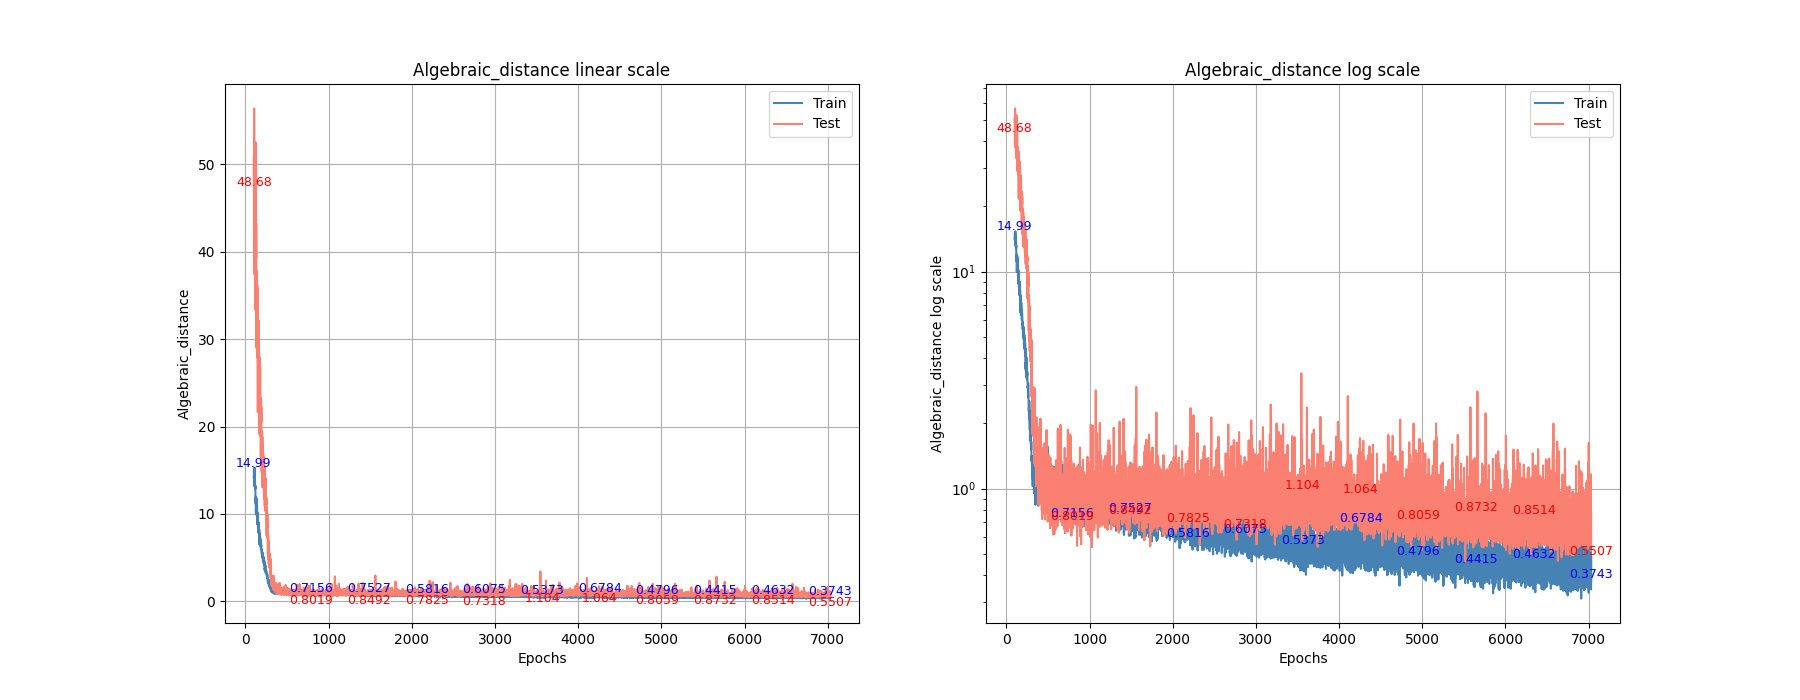 Algebraic_distance linear scale
Algebraic_distance
50
40
30
20
10
0
Train
Test
48.68
14.99
0.7156 0.7527 0.5816 0.6075 0.5373 0.6784 0.4796 0.4415 0.4632 0.3743
0.8019 0.8492 0.7825 0.7318 1.104 1.064 0.8059 0.8732 0.8514 0.5507
0 1000 2000 3000 4000 5000 6000 7000
Epochs
Algebraic_distance log scale
Algebraic_distance log scale
10¹
10⁰
Train
Test
48.68
14.99
0.7156 0.7527 0.5816 0.6075 0.5373 0.6784 0.4796 0.4415 0.4632 0.3743
0.8019 0.8492 0.7825 0.7318 1.104 1.064 0.8059 0.8732 0.8514 0.5507
0 1000 2000 3000 4000 5000 6000 7000
Epochs